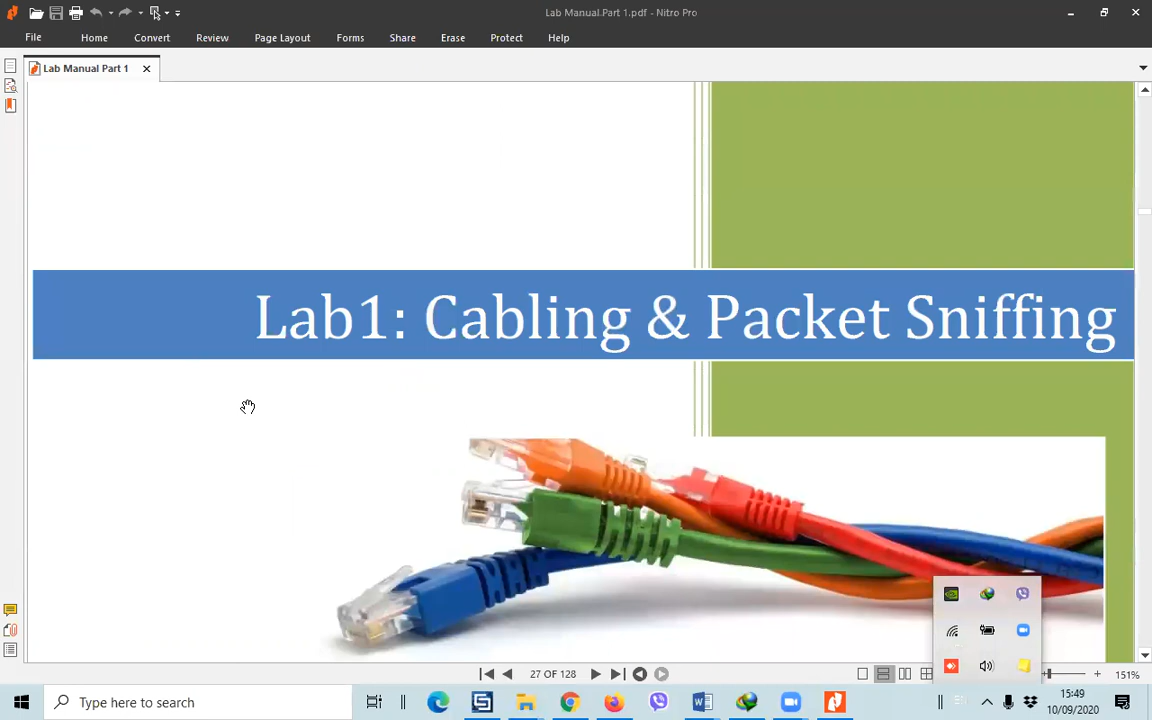 Lab Manual Part 1.pdf - Nitro Pro
File Home Convert Review Page Layout Forms Share Erase Protect Help
Lab Manual Part 1
Lab1: Cabling & Packet Sniffing
27 OF 128
151%
Type here to search
15:49
10/09/2020